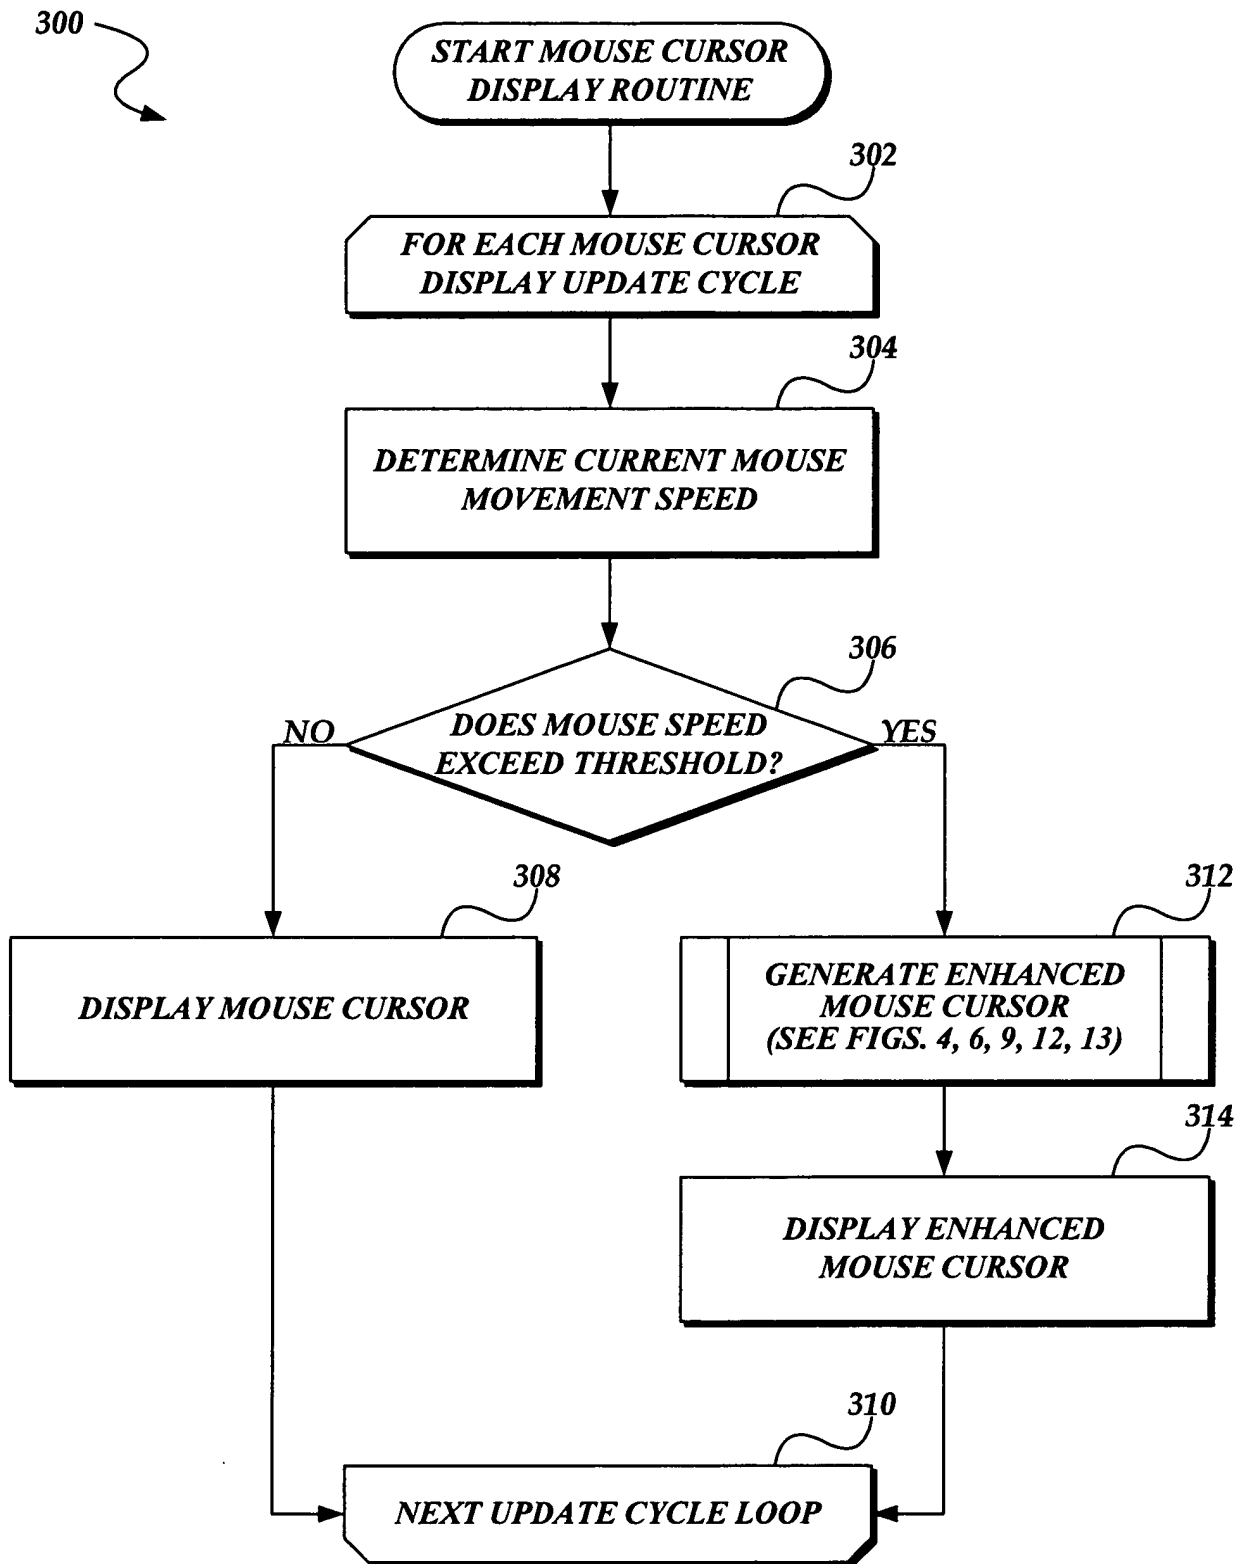 300
START MOUSE CURSOR
DISPLAY ROUTINE
302
FOR EACH MOUSE CURSOR
DISPLAY UPDATE CYCLE
304
DETERMINE CURRENT MOUSE
MOVEMENT SPEED
306
NO
DOES MOUSE SPEED
EXCEED THRESHOLD?
YES
308
DISPLAY MOUSE CURSOR
312
GENERATE ENHANCED
MOUSE CURSOR
(SEE FIGS. 4, 6, 9, 12, 13)
314
DISPLAY ENHANCED
MOUSE CURSOR
310
NEXT UPDATE CYCLE LOOP